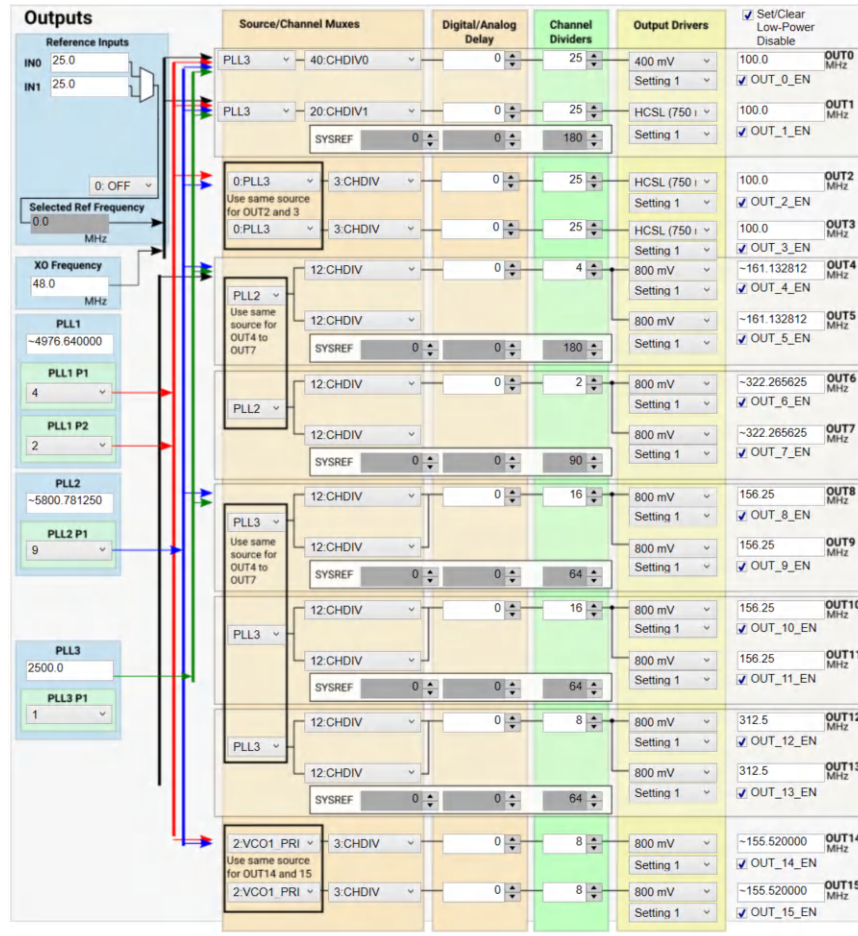 Outputs
Source/Channel Muxes
Digital/Analog
Delay
Channel
Dividers
Output Drivers
Set/Clear
Low-Power
Disable
Reference Inputs
IN0 25.0
IN1 25.0
0: OFF
Selected Ref Frequency
0.0
MHz
XO Frequency
48.0
MHz
PLL1
~4976.640000
PLL1 P1
4
PLL1 P2
2
PLL2
~5800.781250
PLL2 P1
9
PLL3
2500.0
PLL3 P1
1
PLL3 40:CHDIV0 0 25 400 mV 100.0 OUT0
MHz
Setting 1 OUT_0_EN
PLL3 20:CHDIV1 0 25 HCSL (750 100.0 OUT1
MHz
SYSREF 0 0 180 Setting 1 OUT_1_EN
0:PLL3 3:CHDIV 0 25 HCSL (750 100.0 OUT2
MHz
Use same source
for OUT2 and 3
Setting 1 OUT_2_EN
0:PLL3 3:CHDIV 0 25 HCSL (750 100.0 OUT3
MHz
Setting 1 OUT_3_EN
12:CHDIV 0 4 800 mV ~161.132812 OUT4
MHz
PLL2 Setting 1 OUT_4_EN
Use same
source for
OUT4 to
OUT7
12:CHDIV 800 mV ~161.132812 OUT5
MHz
SYSREF 0 0 180 Setting 1 OUT_5_EN
12:CHDIV 0 2 800 mV ~322.265625 OUT6
MHz
PLL2 Setting 1 OUT_6_EN
12:CHDIV 800 mV ~322.265625 OUT7
MHz
SYSREF 0 0 90 Setting 1 OUT_7_EN
12:CHDIV 0 16 800 mV 156.25 OUT8
MHz
PLL3 Setting 1 OUT_8_EN
Use same
source for
OUT4 to
OUT7
12:CHDIV 800 mV 156.25 OUT9
MHz
SYSREF 0 0 64 Setting 1 OUT_9_EN
12:CHDIV 0 16 800 mV 156.25 OUT10
MHz
PLL3 Setting 1 OUT_10_EN
12:CHDIV 800 mV 156.25 OUT11
MHz
SYSREF 0 0 64 Setting 1 OUT_11_EN
12:CHDIV 0 8 800 mV 312.5 OUT12
MHz
PLL3 Setting 1 OUT_12_EN
12:CHDIV 800 mV 312.5 OUT13
MHz
SYSREF 0 0 64 Setting 1 OUT_13_EN
2:VCO1_PRI 3:CHDIV 0 8 800 mV ~155.520000 OUT14
MHz
Use same source
for OUT14 and 15
Setting 1 OUT_14_EN
2:VCO1_PRI 3:CHDIV 0 8 800 mV ~155.520000 OUT15
MHz
Setting 1 OUT_15_EN